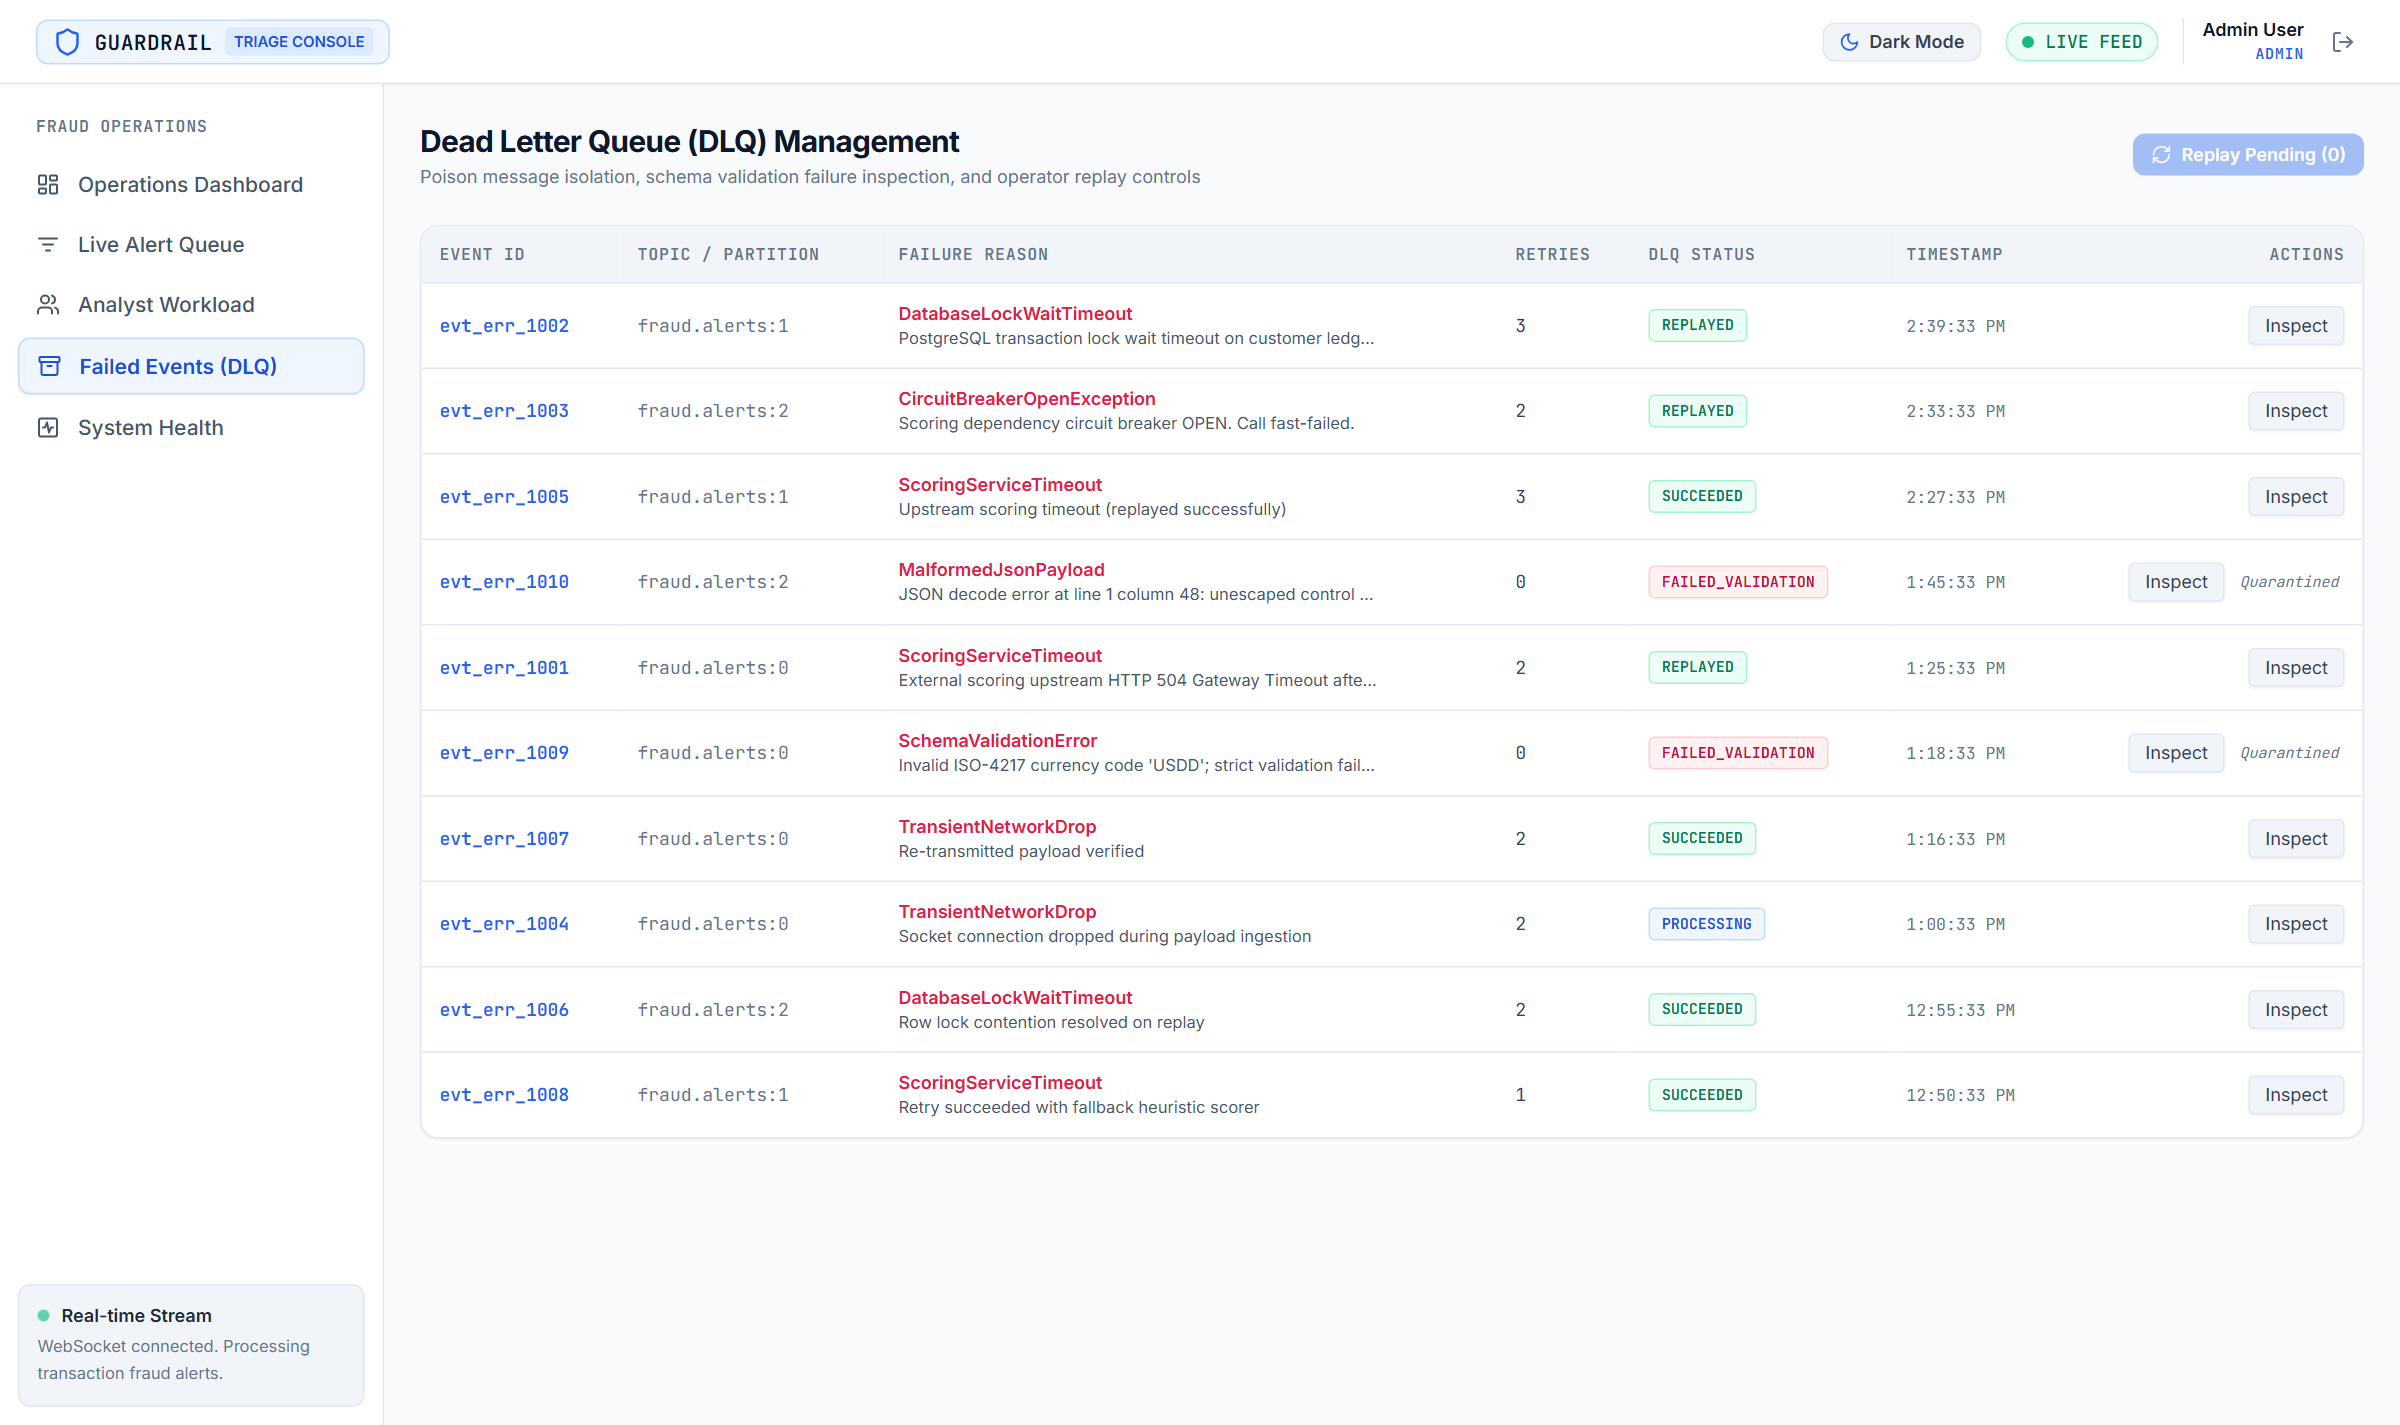 GUARDRAIL TRIAGE CONSOLE
Dark Mode
LIVE FEED
Admin User
ADMIN
FRAUD OPERATIONS
Operations Dashboard
Live Alert Queue
Analyst Workload
Failed Events (DLQ)
System Health
Real-time Stream
WebSocket connected. Processing
transaction fraud alerts.
Dead Letter Queue (DLQ) Management
Poison message isolation, schema validation failure inspection, and operator replay controls
Replay Pending (0)
EVENT ID TOPIC / PARTITION FAILURE REASON RETRIES DLQ STATUS TIMESTAMP ACTIONS
evt_err_1002 fraud.alerts:1 DatabaseLockWaitTimeout 3 REPLAYED 2:39:33 PM Inspect
PostgreSQL transaction lock wait timeout on customer ledg...
evt_err_1003 fraud.alerts:2 CircuitBreakerOpenException 2 REPLAYED 2:33:33 PM Inspect
Scoring dependency circuit breaker OPEN. Call fast-failed.
evt_err_1005 fraud.alerts:1 ScoringServiceTimeout 3 SUCCEEDED 2:27:33 PM Inspect
Upstream scoring timeout (replayed successfully)
evt_err_1010 fraud.alerts:2 MalformedJsonPayload 0 FAILED_VALIDATION 1:45:33 PM Inspect Quarantined
JSON decode error at line 1 column 48: unescaped control ...
evt_err_1001 fraud.alerts:0 ScoringServiceTimeout 2 REPLAYED 1:25:33 PM Inspect
External scoring upstream HTTP 504 Gateway Timeout afte...
evt_err_1009 fraud.alerts:0 SchemaValidationError 0 FAILED_VALIDATION 1:18:33 PM Inspect Quarantined
Invalid ISO-4217 currency code 'USDD'; strict validation fail...
evt_err_1007 fraud.alerts:0 TransientNetworkDrop 2 SUCCEEDED 1:16:33 PM Inspect
Re-transmitted payload verified
evt_err_1004 fraud.alerts:0 TransientNetworkDrop 2 PROCESSING 1:00:33 PM Inspect
Socket connection dropped during payload ingestion
evt_err_1006 fraud.alerts:2 DatabaseLockWaitTimeout 2 SUCCEEDED 12:55:33 PM Inspect
Row lock contention resolved on replay
evt_err_1008 fraud.alerts:1 ScoringServiceTimeout 1 SUCCEEDED 12:50:33 PM Inspect
Retry succeeded with fallback heuristic scorer